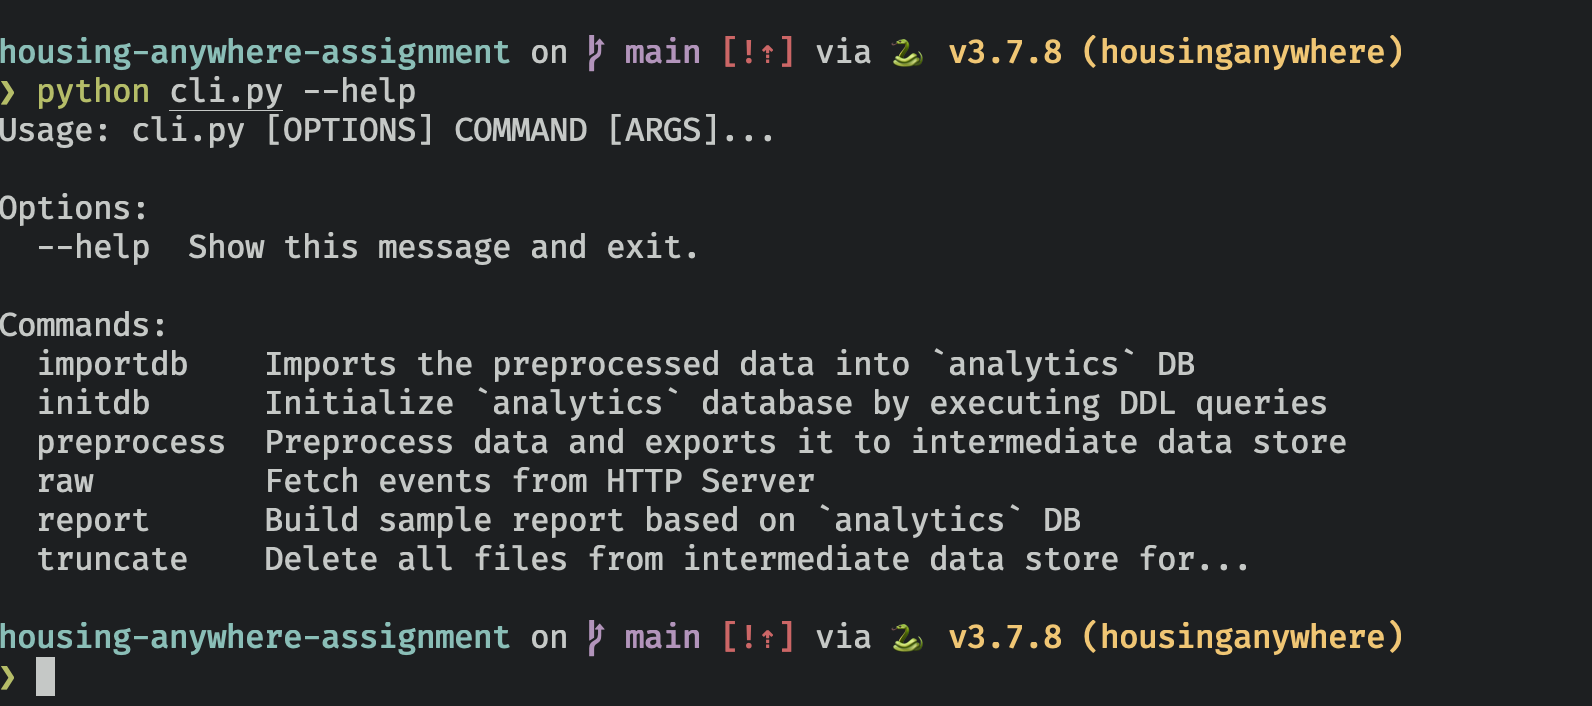 housing-anywhere-assignment on main [!⇡] via 🐍 v3.7.8 (housinganywhere)
❯ python cli.py --help
Usage: cli.py [OPTIONS] COMMAND [ARGS]...
Options:
  --help  Show this message and exit.
Commands:
  importdb    Imports the preprocessed data into `analytics` DB
  initdb      Initialize `analytics` database by executing DDL queries
  preprocess  Preprocess data and exports it to intermediate data store
  raw         Fetch events from HTTP Server
  report      Build sample report based on `analytics` DB
  truncate    Delete all files from intermediate data store for...
housing-anywhere-assignment on main [!⇡] via 🐍 v3.7.8 (housinganywhere)
❯